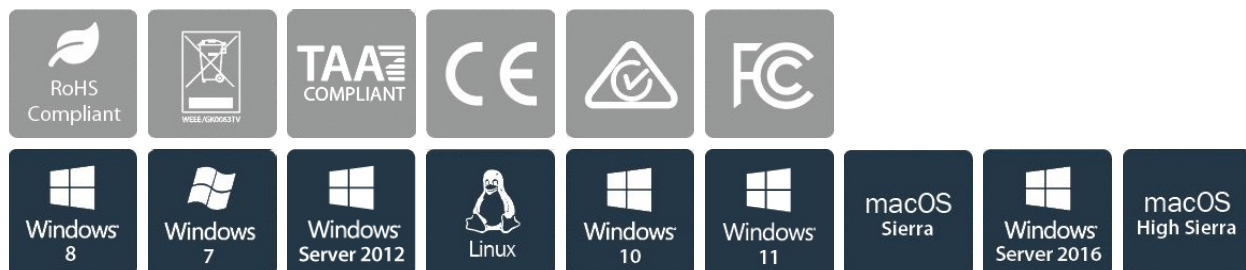 RoHS
Compliant
WEEE/GK0063TV
TAA
COMPLIANT
CE
FC
Windows
8
Windows
7
Windows
Server 2012
Linux
Windows
10
Windows
11
macOS
Sierra
Windows
Server 2016
macOS
High Sierra